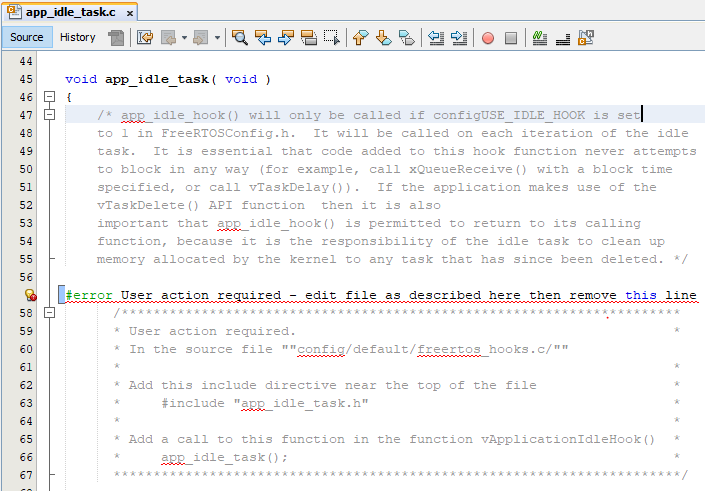 app_idle_task.c x
Source History
44
45 void app_idle_task( void )
46 {
47 /* app_idle_hook() will only be called if configUSE_IDLE_HOOK is set
48 to 1 in FreeRTOSConfig.h.  It will be called on each iteration of the idle
49 task.  It is essential that code added to this hook function never attempts
50 to block in any way (for example, call xQueueReceive() with a block time
51 specified, or call vTaskDelay()).  If the application makes use of the
52 vTaskDelete() API function  then it is also
53 important that app_idle_hook() is permitted to return to its calling
54 function, because it is the responsibility of the idle task to clean up
55 memory allocated by the kernel to any task that has since been deleted. */
56
#error User action required - edit file as described here then remove this line
58 /**********************************************************************
59 * User action required. *
60 * In the source file ""config/default/freertos_hooks.c/""
61 * *
62 * Add this include directive near the top of the file *
63 * #include "app_idle_task.h" *
64 * *
65 * Add a call to this function in the function vApplicationIdleHook() *
66 * app_idle_task(); *
67 ***********************************************************************/